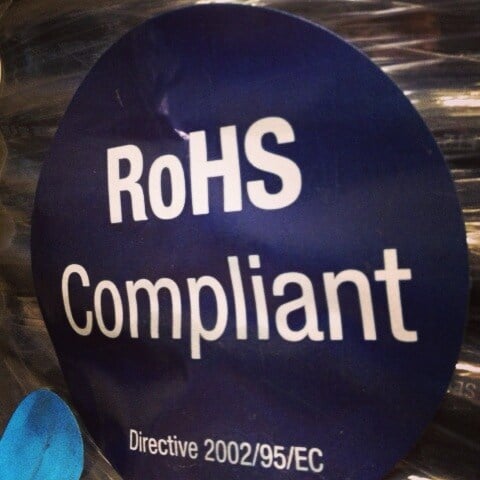 RoHS
Compliant
Directive 2002/95/EC